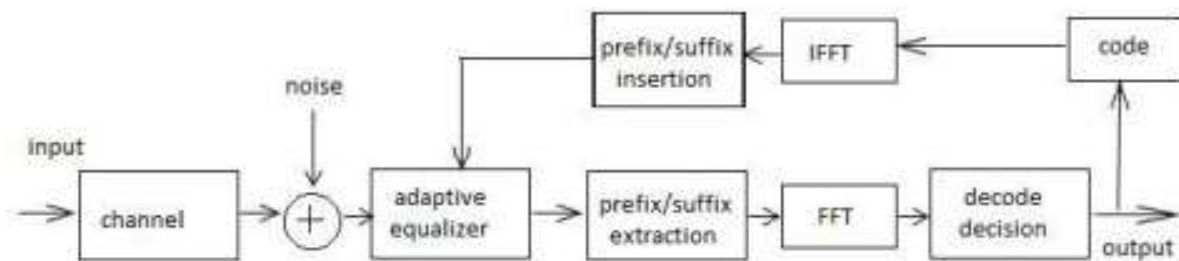 prefix/suffix
insertion
IFFT
code
noise
input
channel
adaptive
equalizer
prefix/suffix
extraction
FFT
decode
decision
output